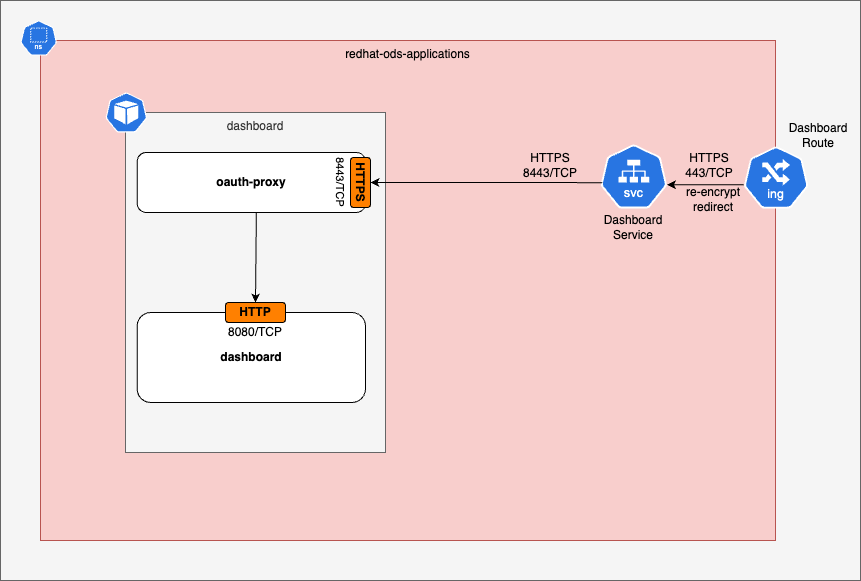 ns
redhat-ods-applications
dashboard
oauth-proxy
HTTPS
8443/TCP
HTTPS
8443/TCP
svc
Dashboard
Service
HTTPS
443/TCP
re-encrypt
redirect
Dashboard
Route
ing
HTTP
8080/TCP
dashboard